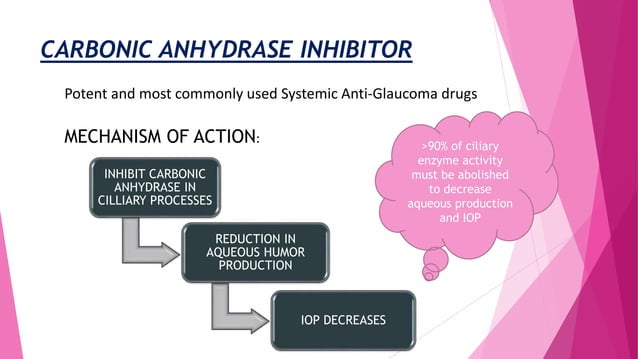 CARBONIC ANHYDRASE INHIBITOR
Potent and most commonly used Systemic Anti-Glaucoma drugs
MECHANISM OF ACTION:
>90% of ciliary
enzyme activity
must be abolished
to decrease
aqueous production
and IOP
INHIBIT CARBONIC
ANHYDRASE IN
CILLIARY PROCESSES
REDUCTION IN
AQUEOUS HUMOR
PRODUCTION
IOP DECREASES